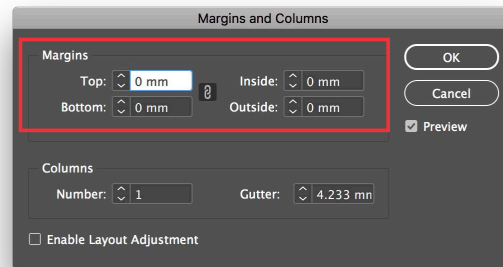 Margins and Columns
Margins
Top: 0 mm Inside: 0 mm
Bottom: 0 mm Outside: 0 mm
OK
Cancel
Preview
Columns
Number: 1 Gutter: 4.233 mm
Enable Layout Adjustment